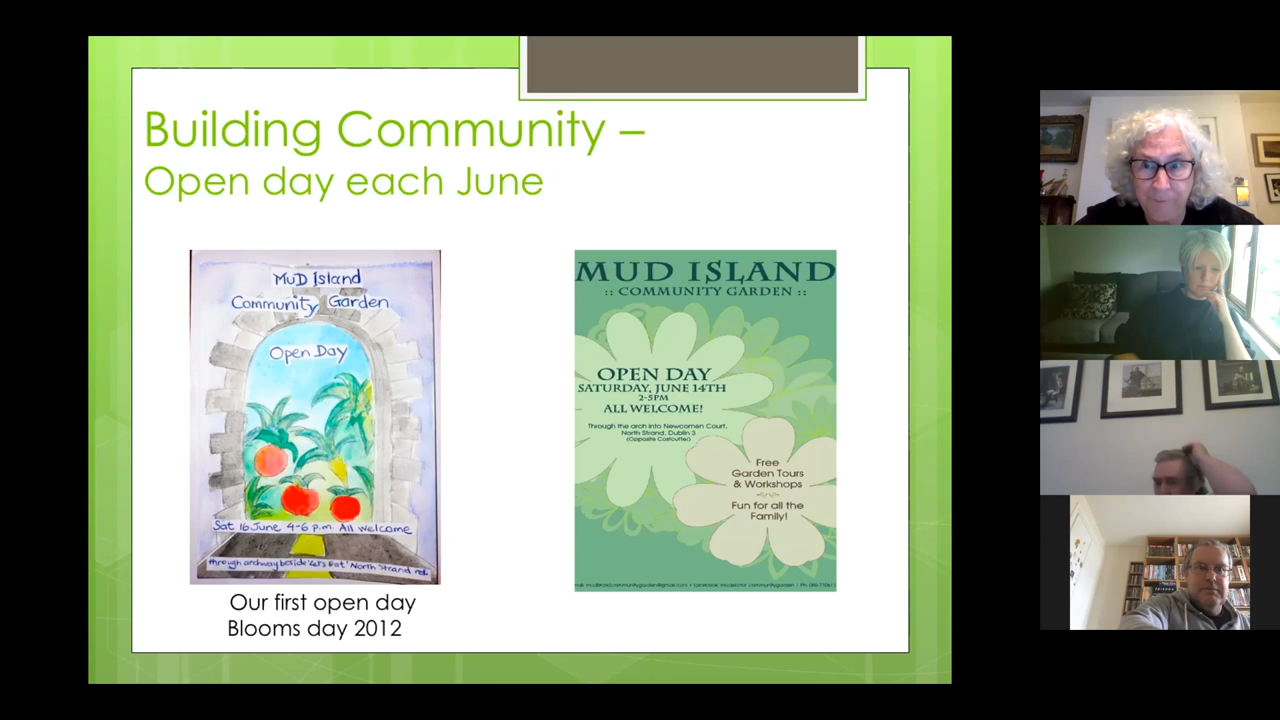 Building Community –
Open day each June
MuD Island
Community Garden
Open Day
Sat 16 June 4-6 p.m. All welcome
through archway beside 'Let's Eat' North Strand rd
Our first open day
Blooms day 2012
MUD ISLAND
:: COMMUNITY GARDEN ::
OPEN DAY
SATURDAY, JUNE 14TH
2-5PM
ALL WELCOME!
Through the arch into Newcomen Court,
North Strand, Dublin 3
(Opposite Costcutter)
Free
Garden Tours
& Workshops
Fun for all the
Family!